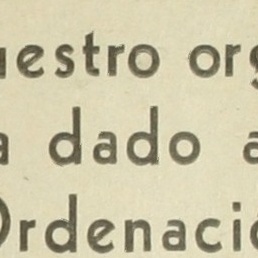 uestro org
a dado a
Ordenació